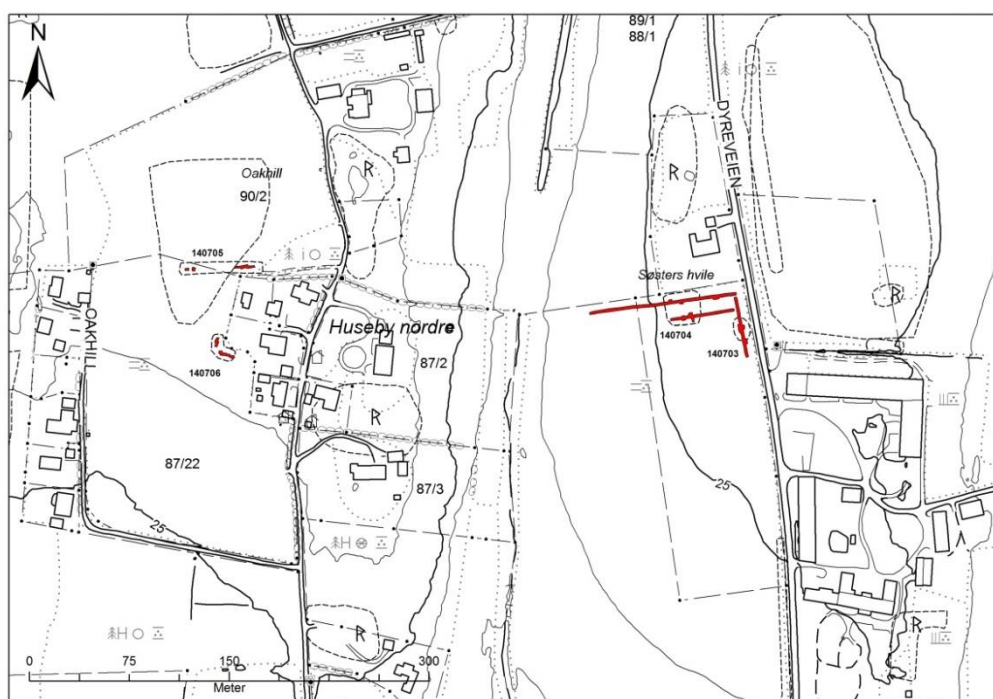 N
89/1
88/1
DYREVEIEN
R
R
Oakhill
90/2
140705
Søsters hvile
R
OAKHILL
Huseby nordre
140704
140703
87/2
140706
R
87/22
87/3
25
25
R
R
0 75 150 300
Meter